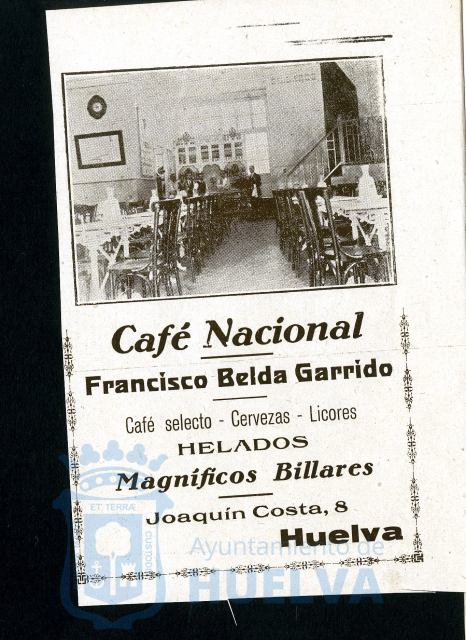 Café Nacional
Francisco Belda Garrido
Café selecto - Cervezas - Licores
HELADOS
Magníficos Billares
Joaquín Costa, 8
Huelva
ET TERRÆ
CUSTOD
Ayuntamiento de
HUELVA